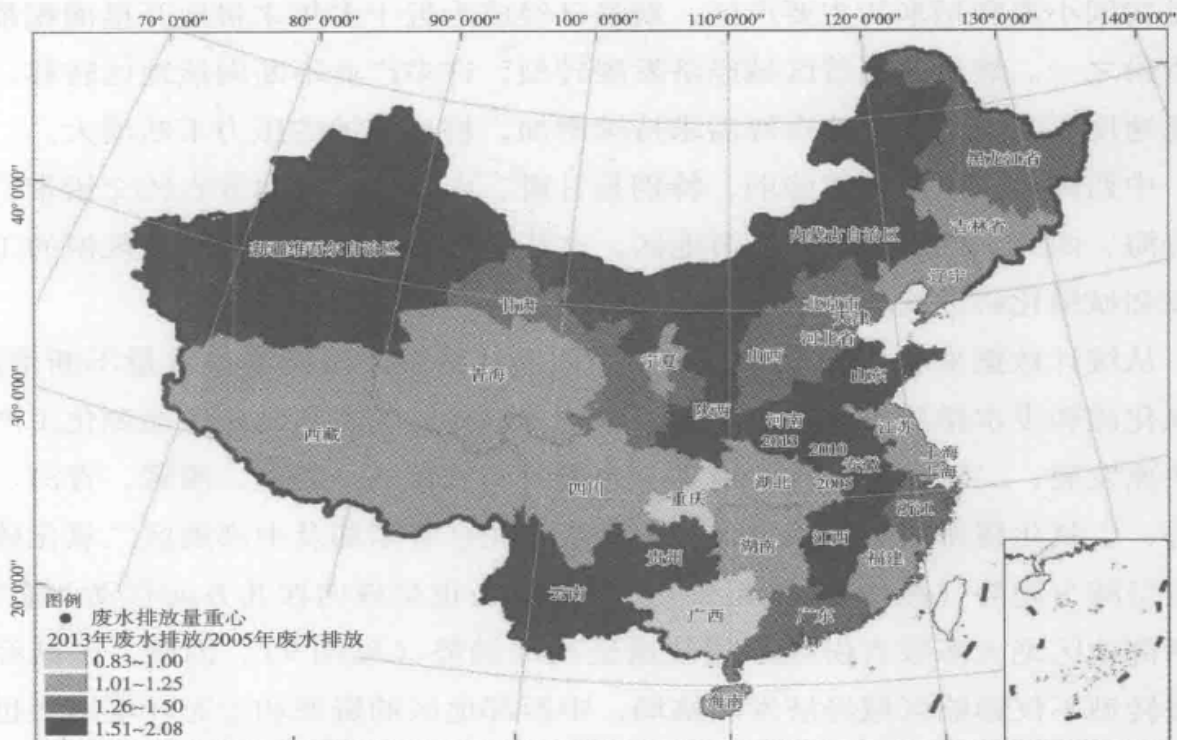 70° 0'00"
80° 0'00"
90° 0'00"
100° 0'00"
110° 0'00"
120° 0'00"
130° 0'00"
140° 0'00"
40° 0'00"
30° 0'00"
20° 0'00"
黑龙江省
吉林省
辽宁
内蒙古自治区
新疆维吾尔自治区
甘肃
北京市
天津
河北省
宁夏
山西
山东
青海
陕西
河南
2013
2010
江苏
西藏
安徽
上海
上海
四川
湖北
2005
重庆
浙江
湖南
江西
贵州
福建
云南
广西
广东
海南
图例
废水排放量重心
2013年废水排放/2005年废水排放
0.83~1.00
1.01~1.25
1.26~1.50
1.51~2.08